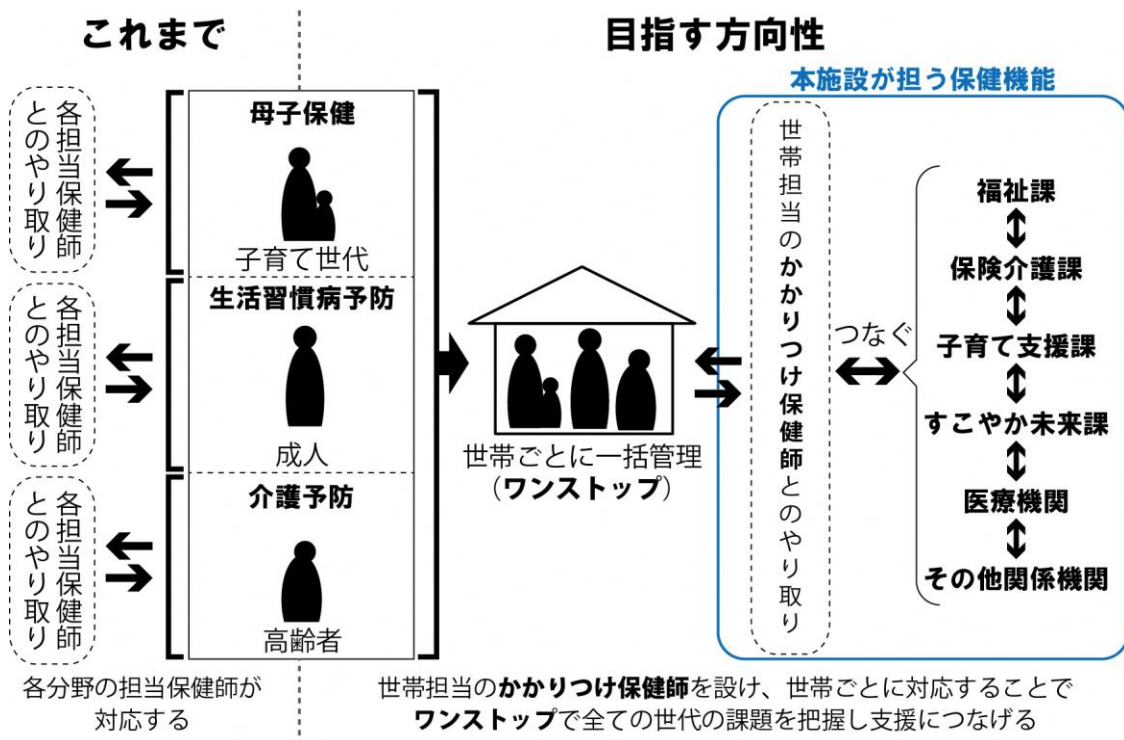 これまで
目指す方向性
本施設が担う保健機能
各担当保健師
とのやり取り
母子保健
子育て世代
各担当保健師
とのやり取り
生活習慣病予防
成人
各担当保健師
とのやり取り
介護予防
高齢者
世帯ごとに一括管理
(ワンストップ)
世帯担当のかかりつけ保健師とのやり取り
つなぐ
福祉課
保険介護課
子育て支援課
すこやか未来課
医療機関
その他関係機関
各分野の担当保健師が
対応する
世帯担当のかかりつけ保健師を設け、世帯ごとに対応することで
ワンストップで全ての世代の課題を把握し支援につなげる